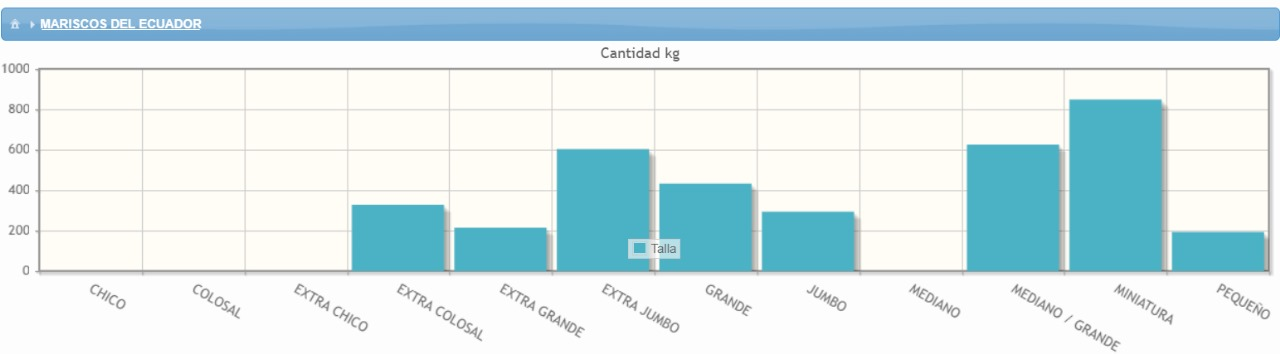 MARISCOS DEL ECUADOR
Cantidad kg
1000
800
600
400
200
0
Talla
CHICO
COLOSAL
EXTRA CHICO
EXTRA COLOSAL
EXTRA GRANDE
EXTRA JUMBO
GRANDE
JUMBO
MEDIANO
MEDIANO / GRANDE
MINIATURA
PEQUEÑO